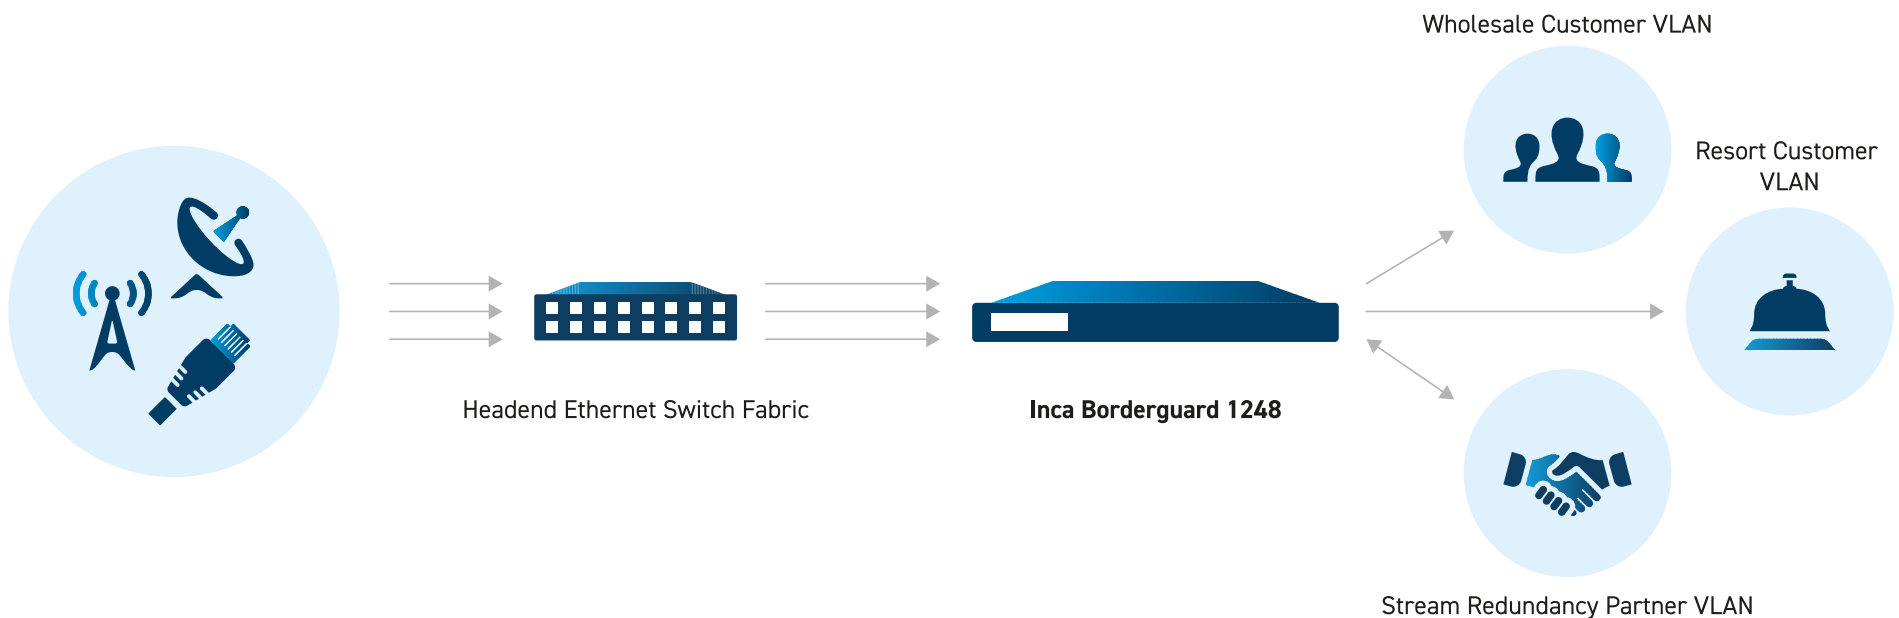 Wholesale Customer VLAN
Resort Customer
VLAN
Headend Ethernet Switch Fabric
Inca Borderguard 1248
Stream Redundancy Partner VLAN